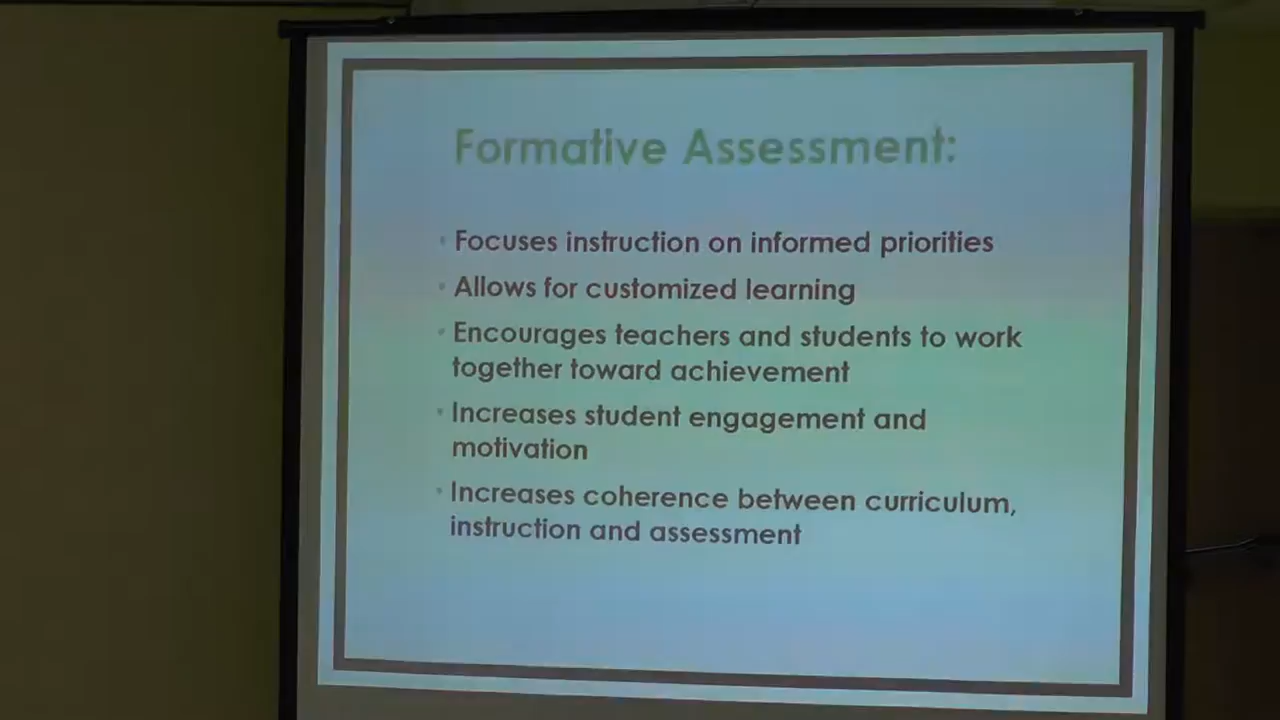 Formative Assessment:
• Focuses instruction on informed priorities
• Allows for customized learning
• Encourages teachers and students to work
together toward achievement
• Increases student engagement and
motivation
• Increases coherence between curriculum,
instruction and assessment